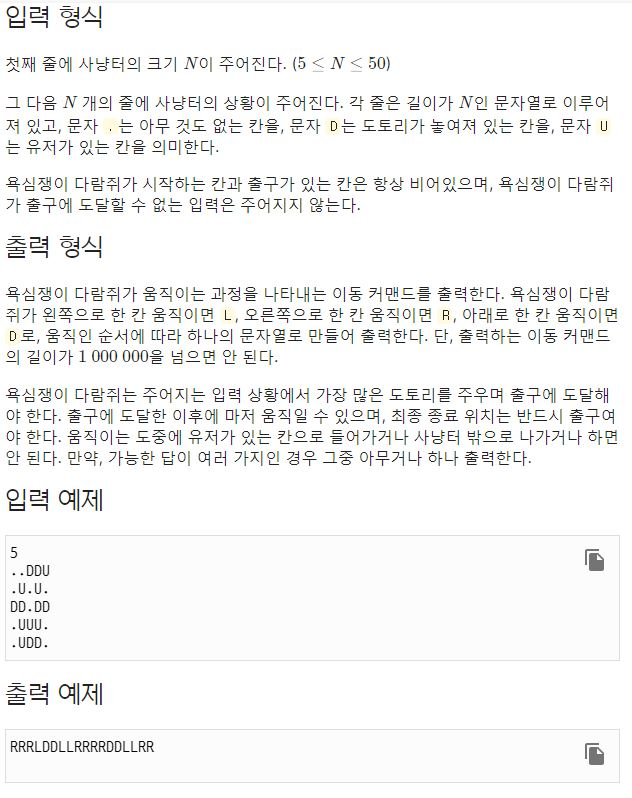 입력 형식
첫째 줄에 사냥터의 크기 N이 주어진다. (5 ≤ N ≤ 50)
그 다음 N 개의 줄에 사냥터의 상황이 주어진다. 각 줄은 길이가 N인 문자열로 이루어
져 있고, 문자 .는 아무 것도 없는 칸을, 문자 D는 도토리가 놓여져 있는 칸을, 문자 U
는 유저가 있는 칸을 의미한다.
욕심쟁이 다람쥐가 시작하는 칸과 출구가 있는 칸은 항상 비어있으며, 욕심쟁이 다람쥐
가 출구에 도달할 수 없는 입력은 주어지지 않는다.
출력 형식
욕심쟁이 다람쥐가 움직이는 과정을 나타내는 이동 커맨드를 출력한다. 욕심쟁이 다람
쥐가 왼쪽으로 한 칸 움직이면 L, 오른쪽으로 한 칸 움직이면 R, 아래로 한 칸 움직이면
D로, 움직인 순서에 따라 하나의 문자열로 만들어 출력한다. 단, 출력하는 이동 커맨드
의 길이가 1 000 000을 넘으면 안 된다.
욕심쟁이 다람쥐는 주어지는 입력 상황에서 가장 많은 도토리를 주우며 출구에 도달해
야 한다. 출구에 도달한 이후에 마저 움직일 수 있으며, 최종 종료 위치는 반드시 출구여
야 한다. 움직이는 도중에 유저가 있는 칸으로 들어가거나 사냥터 밖으로 나가거나 하면
안 된다. 만약, 가능한 답이 여러 가지인 경우 그중 아무거나 하나 출력한다.
입력 예제
5
..DDU
.U.U.
DD.DD
.UUU.
.UDD.
출력 예제
RRRLDDLLRRRRDDLLRR